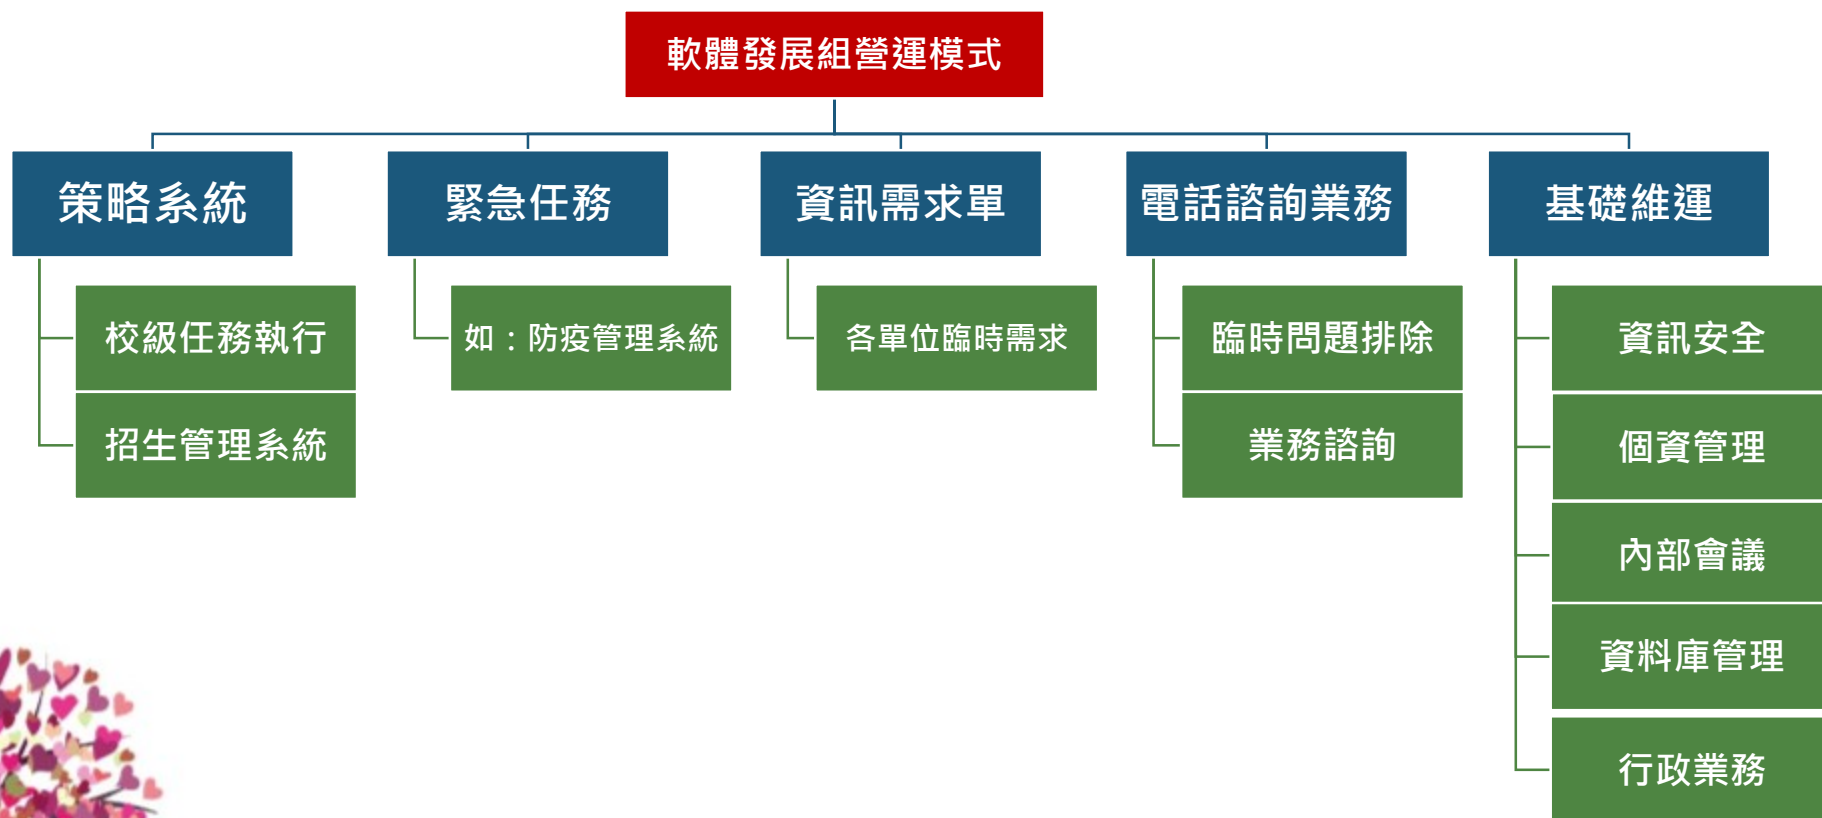 軟體發展組營運模式
策略系統
校級任務執行
招生管理系統
緊急任務
如：防疫管理系統
資訊需求單
各單位臨時需求
電話諮詢業務
臨時問題排除
業務諮詢
基礎維運
資訊安全
個資管理
內部會議
資料庫管理
行政業務